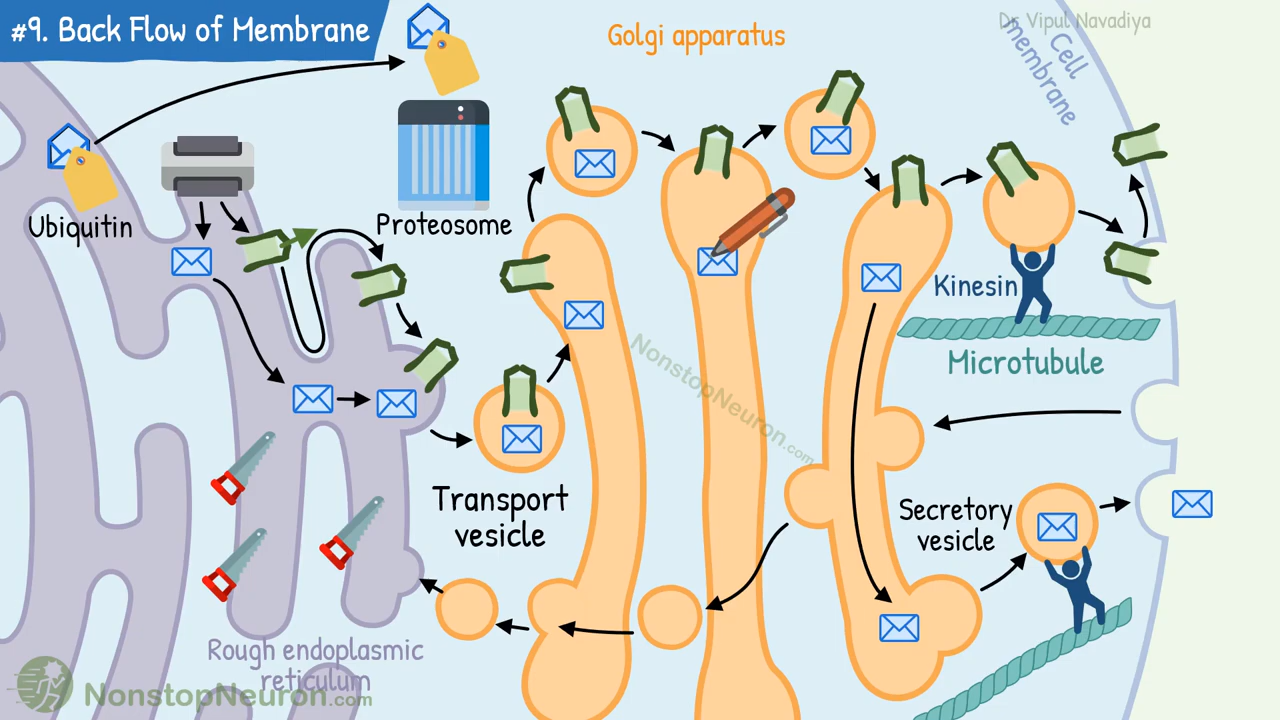 #9. Back Flow of Membrane
Golgi apparatus
Dr. Vipul Navadiya
Cell
membrane
Ubiquitin
Proteosome
Kinesin
Microtubule
NonstopNeuron.com
Transport
vesicle
Secretory
vesicle
Rough endoplasmic
reticulum
NonstopNeuron.com